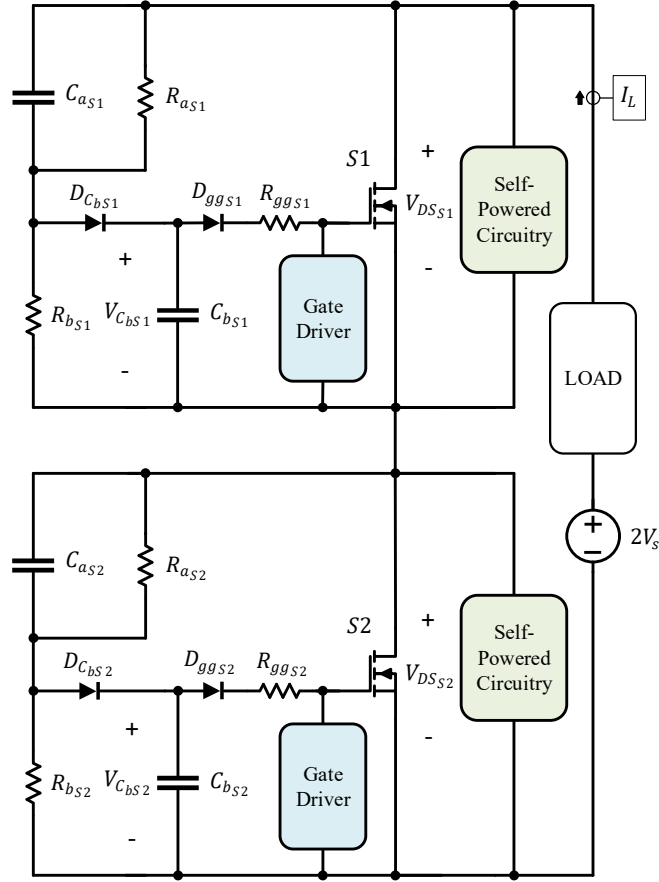 C_{a_{S1}}
R_{a_{S1}}
I_L
S1
+
D_{C_{bS1}}
D_{gg_{S1}}
R_{gg_{S1}}
V_{DS_{S1}}
Self-
Powered
Circuitry
+
-
R_{b_{S1}}
V_{C_{bS1}}
C_{b_{S1}}
Gate
Driver
-
LOAD
C_{a_{S2}}
R_{a_{S2}}
+
-
2V_s
S2
+
D_{C_{bS2}}
D_{gg_{S2}}
R_{gg_{S2}}
V_{DS_{S2}}
Self-
Powered
Circuitry
+
-
R_{b_{S2}}
V_{C_{bS2}}
C_{b_{S2}}
Gate
Driver
-